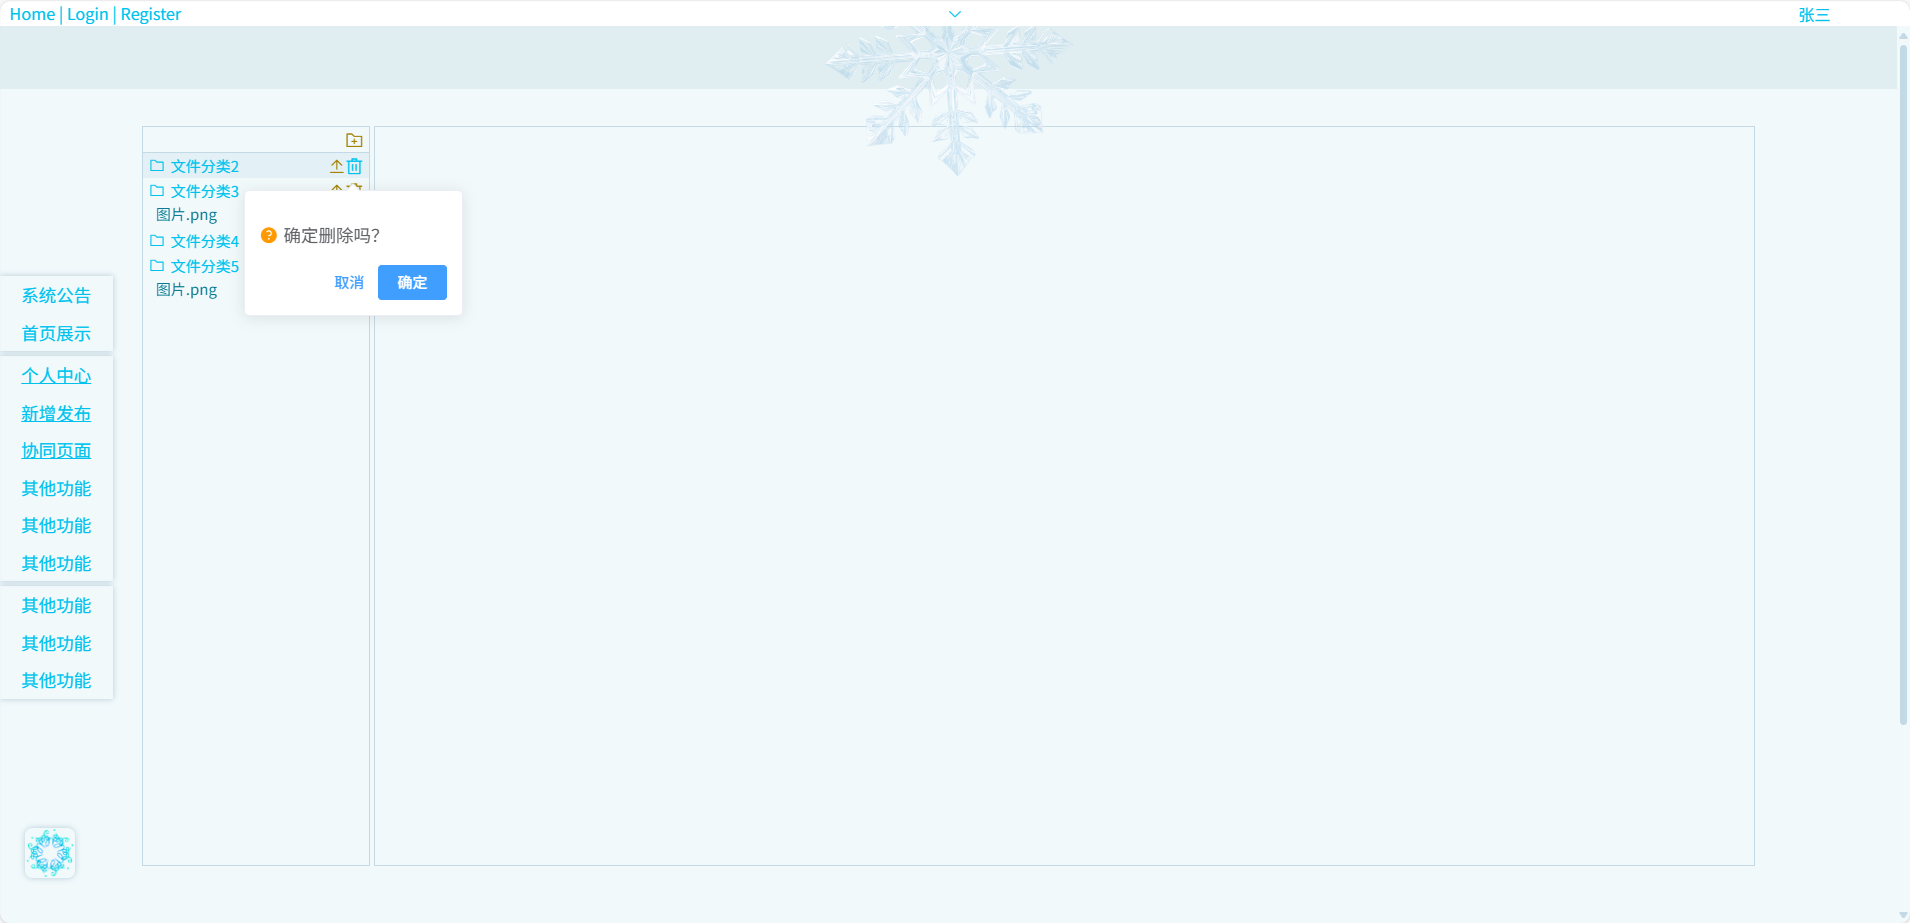 Home | Login | Register
张三
文件分类2
文件分类3
图片.png
文件分类4
文件分类5
图片.png
确定删除吗？
取消
确定
系统公告
首页展示
个人中心
新增发布
协同页面
其他功能
其他功能
其他功能
其他功能
其他功能
其他功能